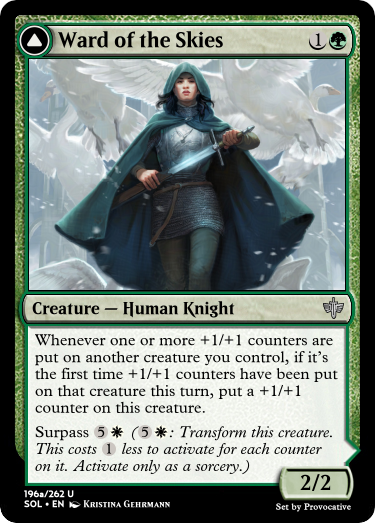 Ward of the Skies 1
Creature — Human Knight
Whenever one or more +1/+1 counters are
put on another creature you control, if it's
the first time +1/+1 counters have been put
on that creature this turn, put a +1/+1
counter on this creature.
Surpass 5 (5: Transform this creature.
This costs 1 less to activate for each counter
on it. Activate only as a sorcery.)
2/2
196a/262 U
SOL • EN Kristina Gehrmann
Set by Provocative